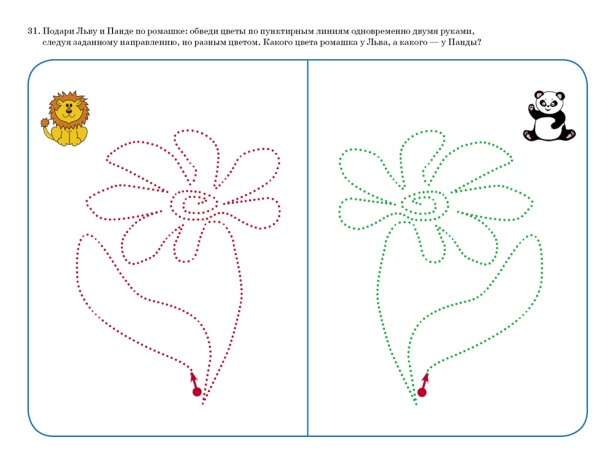 31. Подари Льву и Панде по ромашке: обведи цветы по пунктирным линиям одновременно двумя руками,
следуя заданному направлению, но разным цветом. Какого цвета ромашка у Льва, а какого — у Панды?